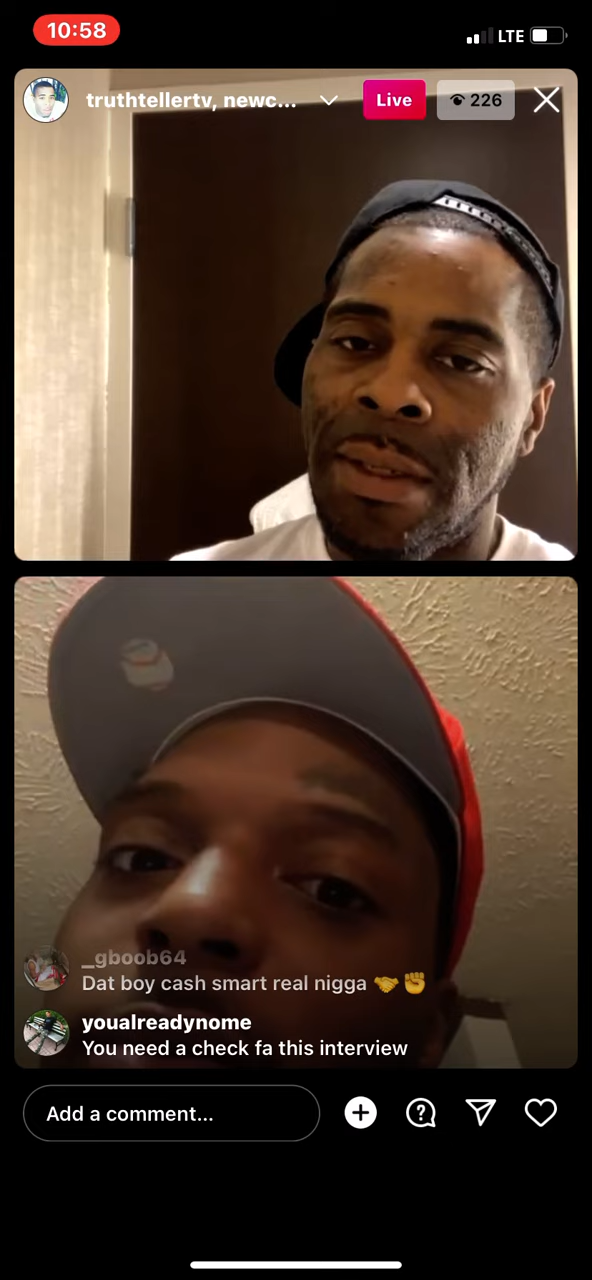 10:58
LTE
truthtellertv, newc...
Live
226
_gboob64
Dat boy cash smart real nigga 🤝✊
youalreadynome
You need a check fa this interview
Add a comment...